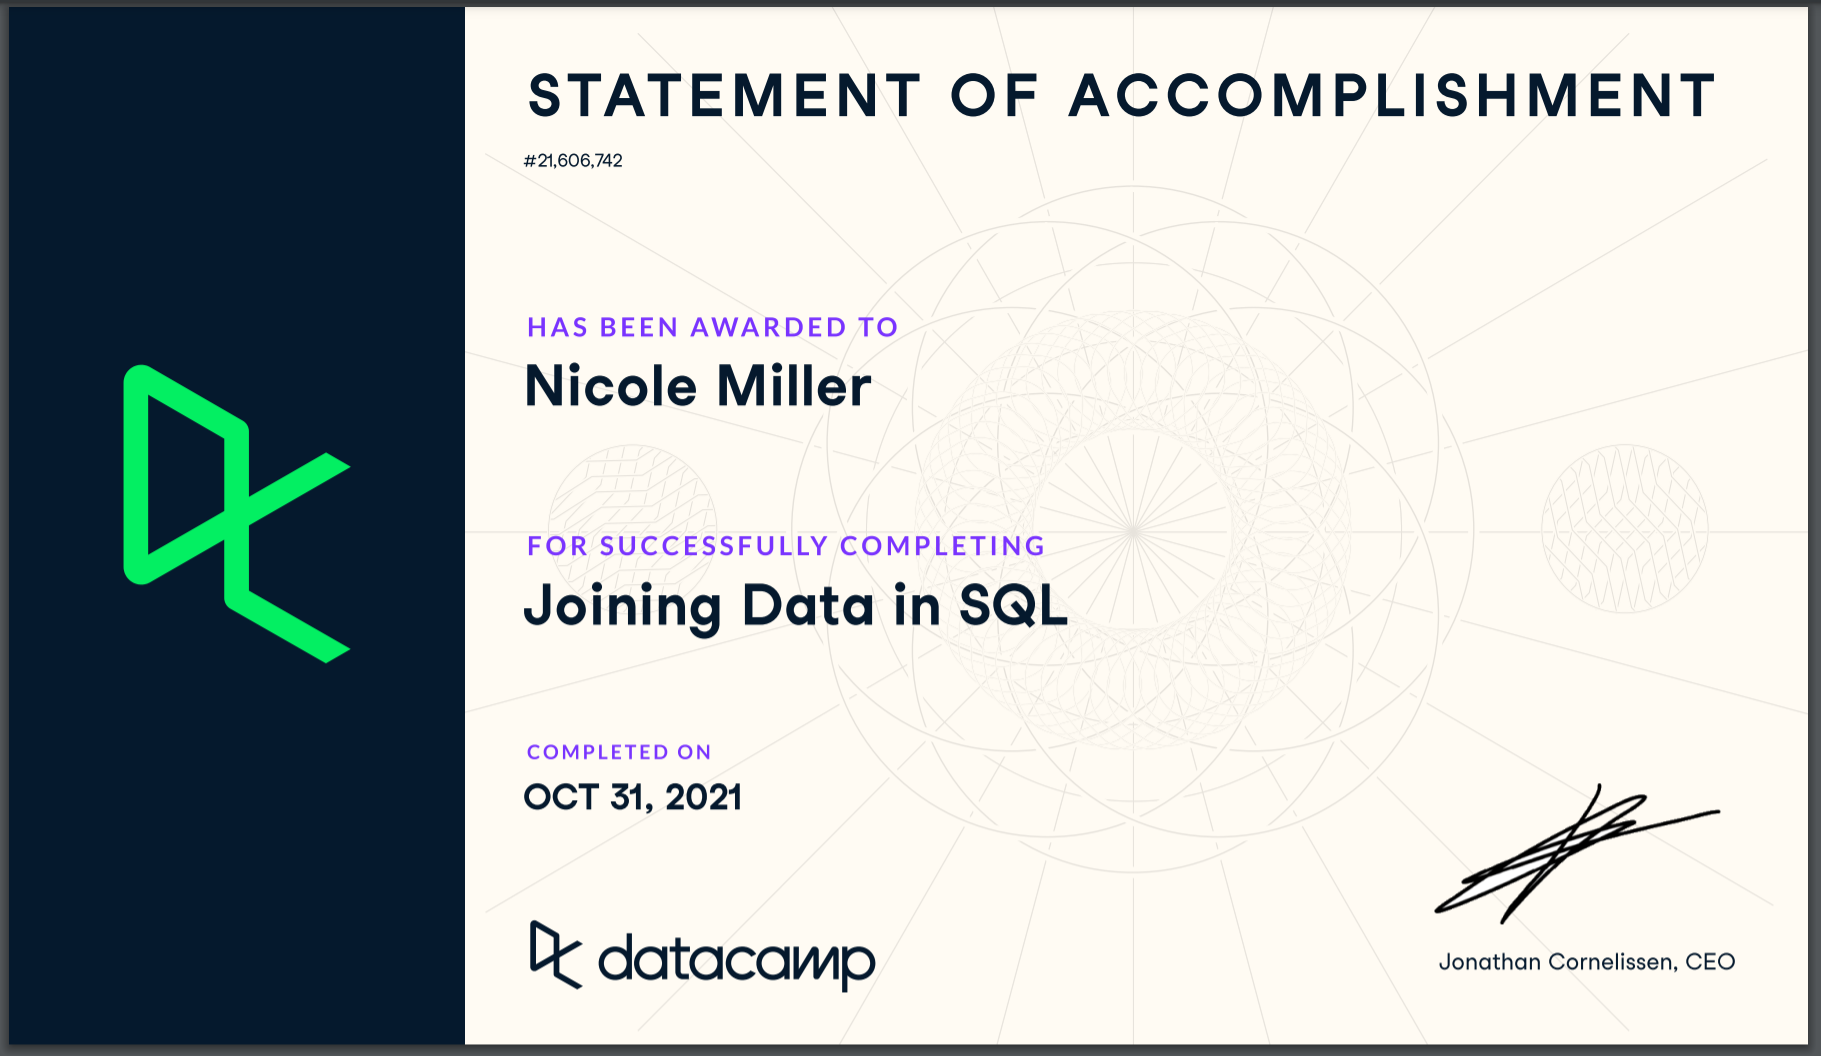 STATEMENT OF ACCOMPLISHMENT
#21,606,742
HAS BEEN AWARDED TO
Nicole Miller
FOR SUCCESSFULLY COMPLETING
Joining Data in SQL
COMPLETED ON
OCT 31, 2021
datacamp
Jonathan Cornelissen, CEO